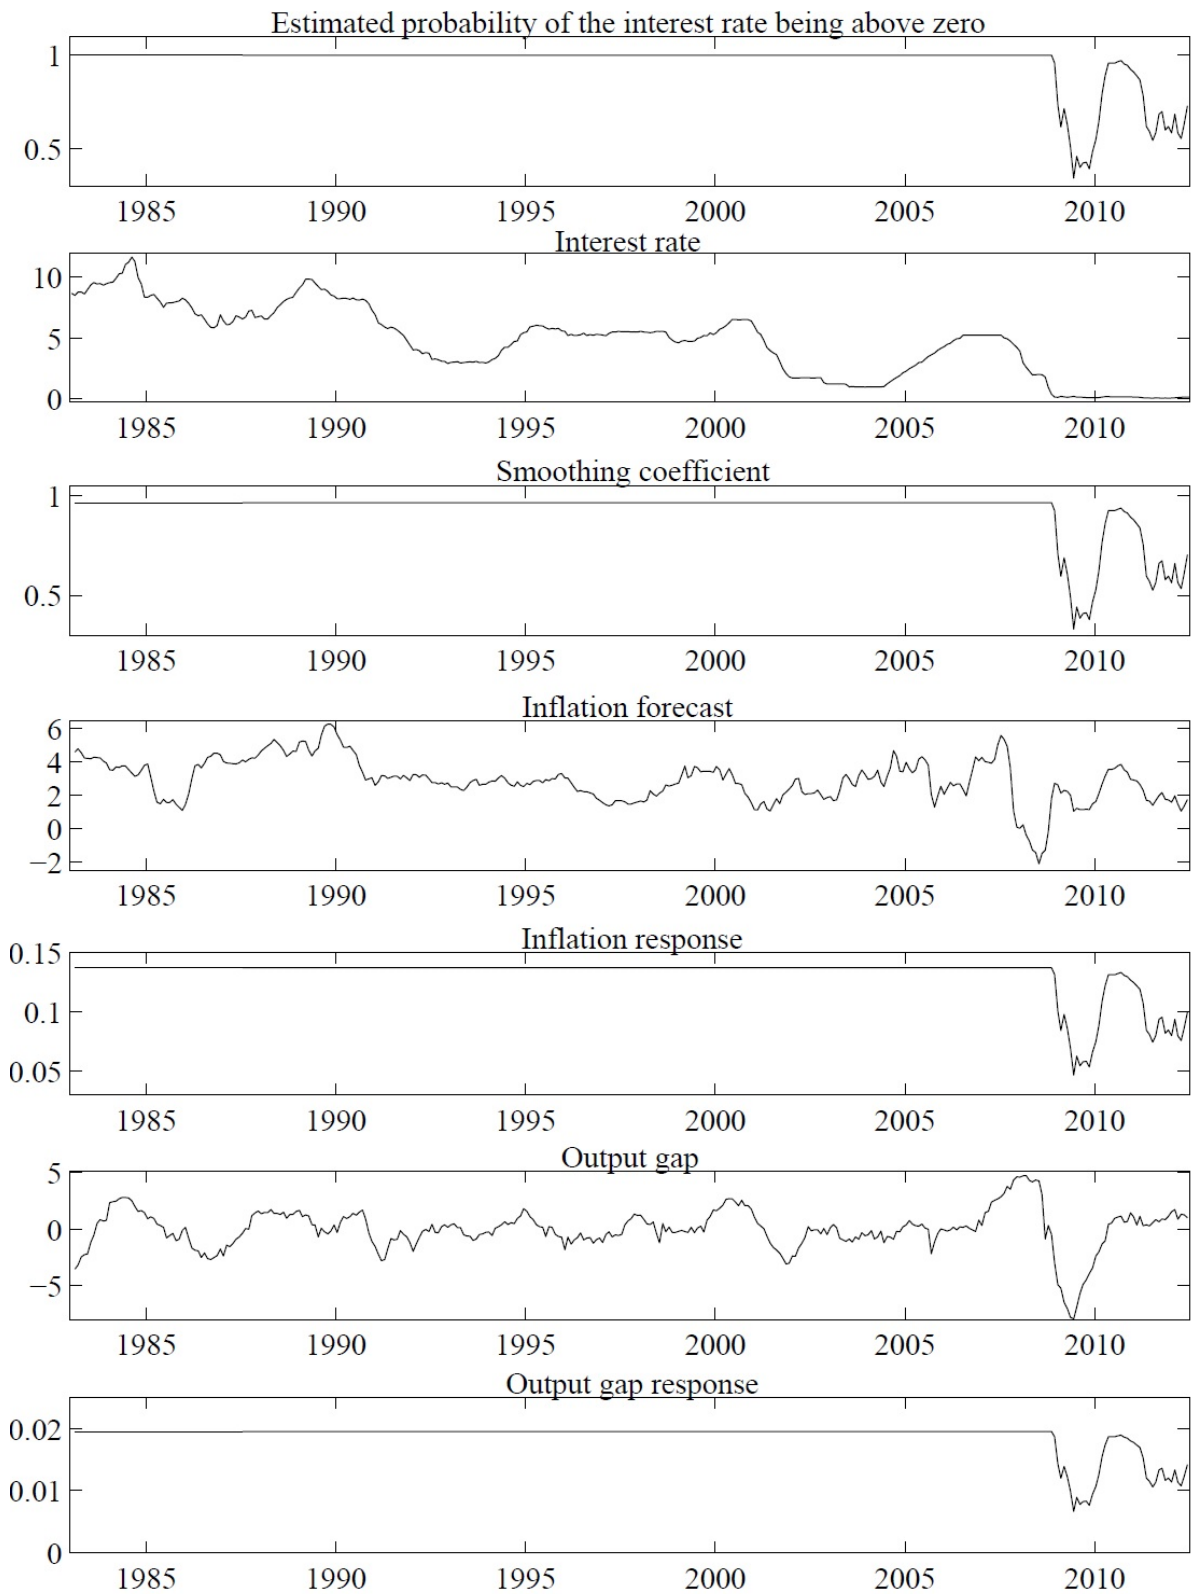 Estimated probability of the interest rate being above zero
1
0.5
1985 1990 1995 2000 2005 2010
Interest rate
10
5
0
1985 1990 1995 2000 2005 2010
Smoothing coefficient
1
0.5
1985 1990 1995 2000 2005 2010
Inflation forecast
6
4
2
0
−2
1985 1990 1995 2000 2005 2010
Inflation response
0.15
0.1
0.05
1985 1990 1995 2000 2005 2010
Output gap
5
0
−5
1985 1990 1995 2000 2005 2010
Output gap response
0.02
0.01
0
1985 1990 1995 2000 2005 2010